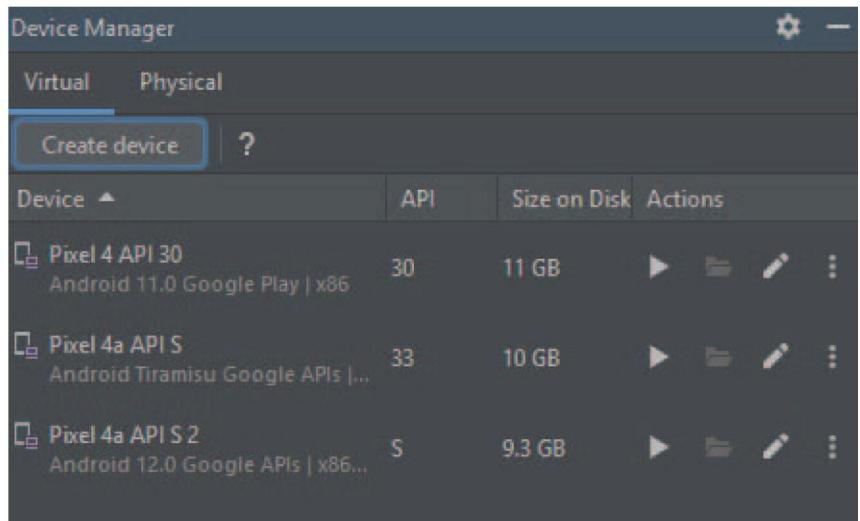 Device Manager
Virtual Physical
Create device ?
Device API Size on Disk Actions
Pixel 4 API 30
Android 11.0 Google Play | x86
30 11 GB
Pixel 4a API S
Android Tiramisu Google APIs |...
33 10 GB
Pixel 4a API S 2
Android 12.0 Google APIs | x86...
S 9.3 GB